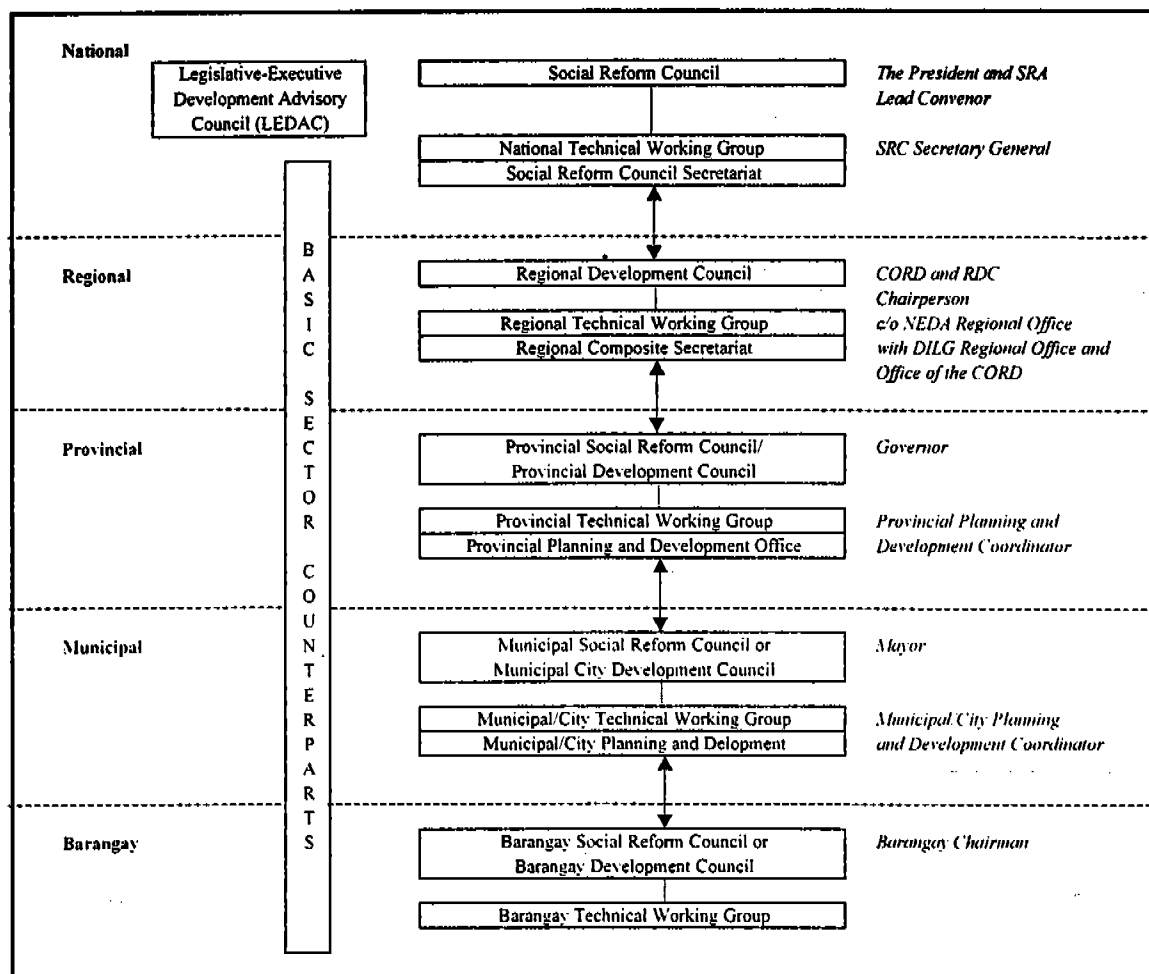 National
Legislative-Executive
Development Advisory
Council (LEDAC)
Social Reform Council
The President and SRA
Lead Convenor
National Technical Working Group
Social Reform Council Secretariat
SRC Secretary General
BASIC SECTOR COUNTERPARTS
Regional
Regional Development Council
CORD and RDC
Chairperson
Regional Technical Working Group
Regional Composite Secretariat
c/o NEDA Regional Office
with DILG Regional Office and
Office of the CORD
Provincial
Provincial Social Reform Council/
Provincial Development Council
Governor
Provincial Technical Working Group
Provincial Planning and Development Office
Provincial Planning and
Development Coordinator
Municipal
Municipal Social Reform Council or
Municipal City Development Council
Mayor
Municipal/City Technical Working Group
Municipal/City Planning and Delopment
Municipal/City Planning
and Development Coordinator
Barangay
Barangay Social Reform Council or
Barangay Development Council
Barangay Chairman
Barangay Technical Working Group